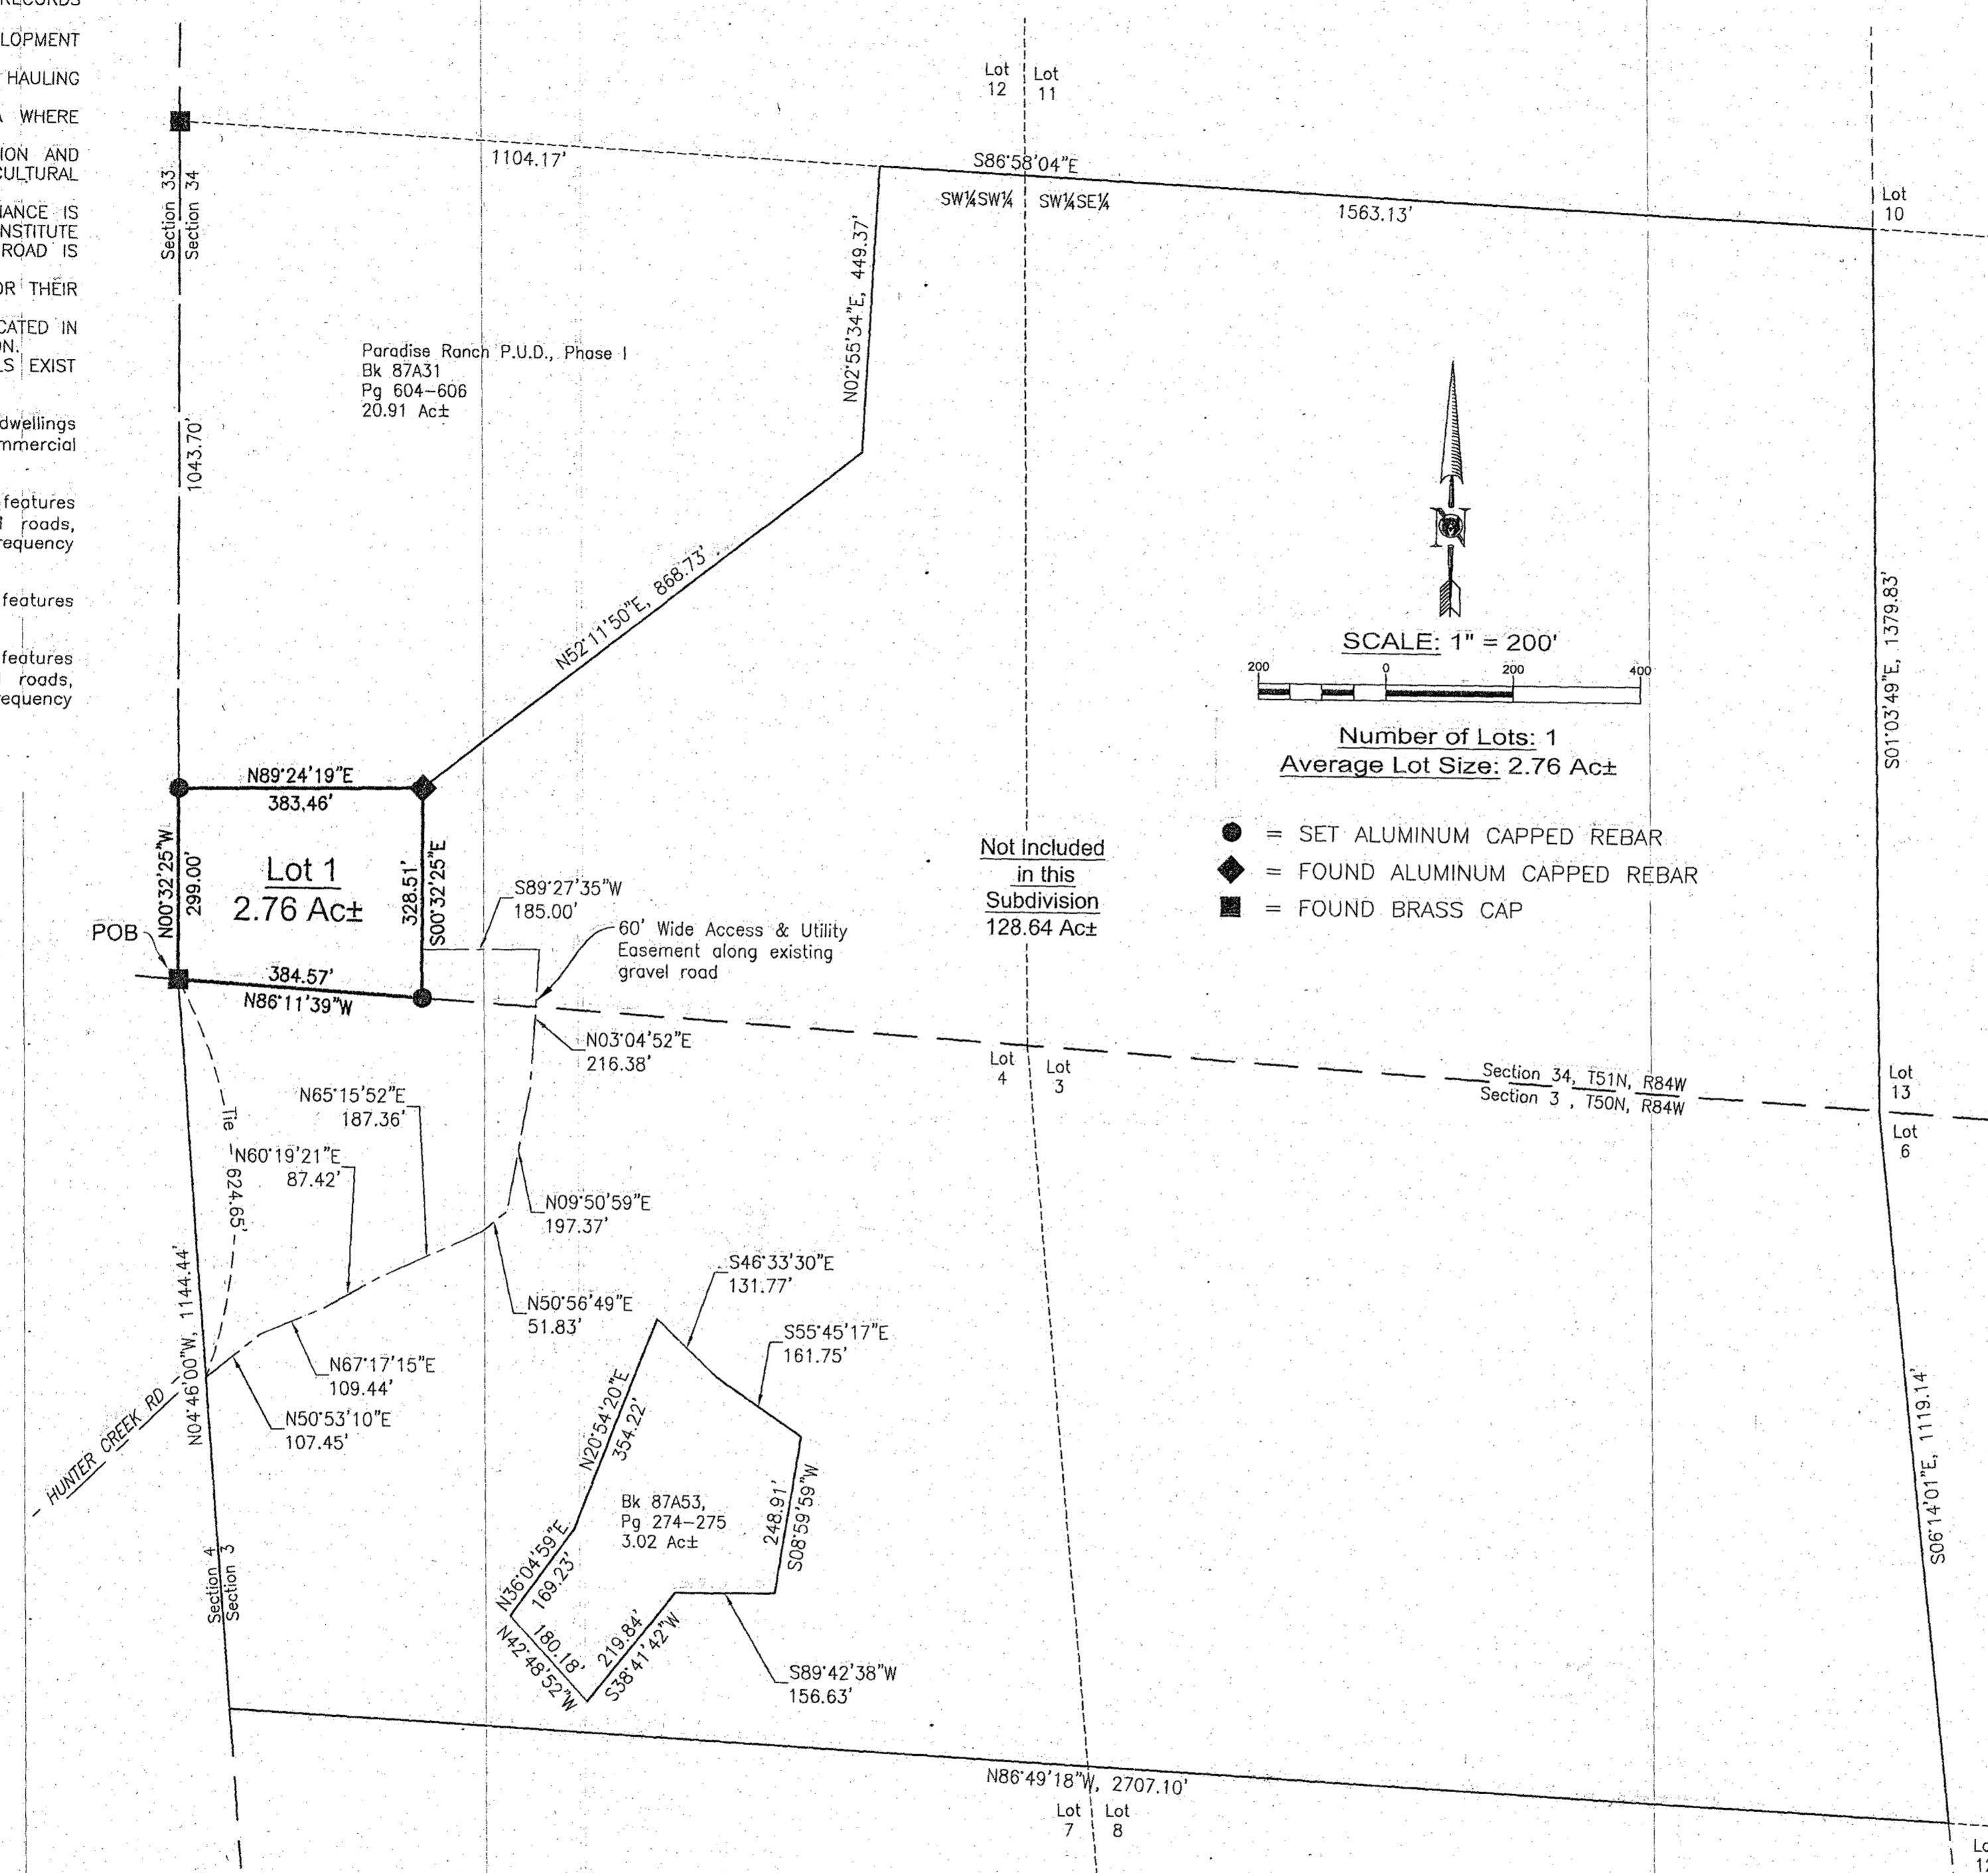 RECORDS
LOPMENT
HAULING
WHERE
ION AND
CULTURAL
IANCE IS
NSTITUTE
ROAD IS
OR THEIR
CATED IN
ON.
LS EXIST
dwellings
mmercial
features
roads,
requency
features
features
roads,
equency
Lot 12
Lot 11
1104.17'
S86°58'04"E
SW¼SW¼
SW¼SE¼
1563.13'
Lot 10
Section 33
Section 34
N02°55'34"E, 449.37'
Paradise Ranch P.U.D., Phase I
Bk 87A31
Pg 604-606
20.91 Ac±
1043.70'
N52°11'50"E, 868.73'
N
SCALE: 1" = 200'
200 0 200 400
Number of Lots: 1
Average Lot Size: 2.76 Ac±
S01°03'49"E, 1379.83'
= SET ALUMINUM CAPPED REBAR
= FOUND ALUMINUM CAPPED REBAR
= FOUND BRASS CAP
N89°24'19"E
383.46'
N00°32'25"W
299.00'
Lot 1
2.76 Ac±
328.51'
S00°32'25"E
POB
384.57'
N86°11'39"W
S89°27'35"W
185.00'
60' Wide Access & Utility
Easement along existing
gravel road
Not Included
in this
Subdivision
128.64 Ac±
N03°04'52"E
216.38'
Lot 4
Lot 3
Section 34, T51N, R84W
Section 3 , T50N, R84W
Lot 13
Lot 6
N65°15'52"E
187.36'
Tie - 624.65'
N60°19'21"E
87.42'
N09°50'59"E
197.37'
N50°56'49"E
51.83'
N04°46'00"W, 1144.44'
N67°17'15"E
109.44'
N50°53'10"E
107.45'
HUNTER CREEK RD
S46°33'30"E
131.77'
S55°45'17"E
161.75'
N20°54'20"E
354.22'
Bk 87A53,
Pg 274-275
3.02 Ac±
248.91'
S08°59'59"W
N36°04'59"E
169.23'
180.18'
N42°48'52"W
219.84'
S38°41'42"W
S89°42'38"W
156.63'
S06°14'01"E, 1119.14'
Section 4
Section 3
N86°49'18"W, 2707.10'
Lot 7
Lot 8